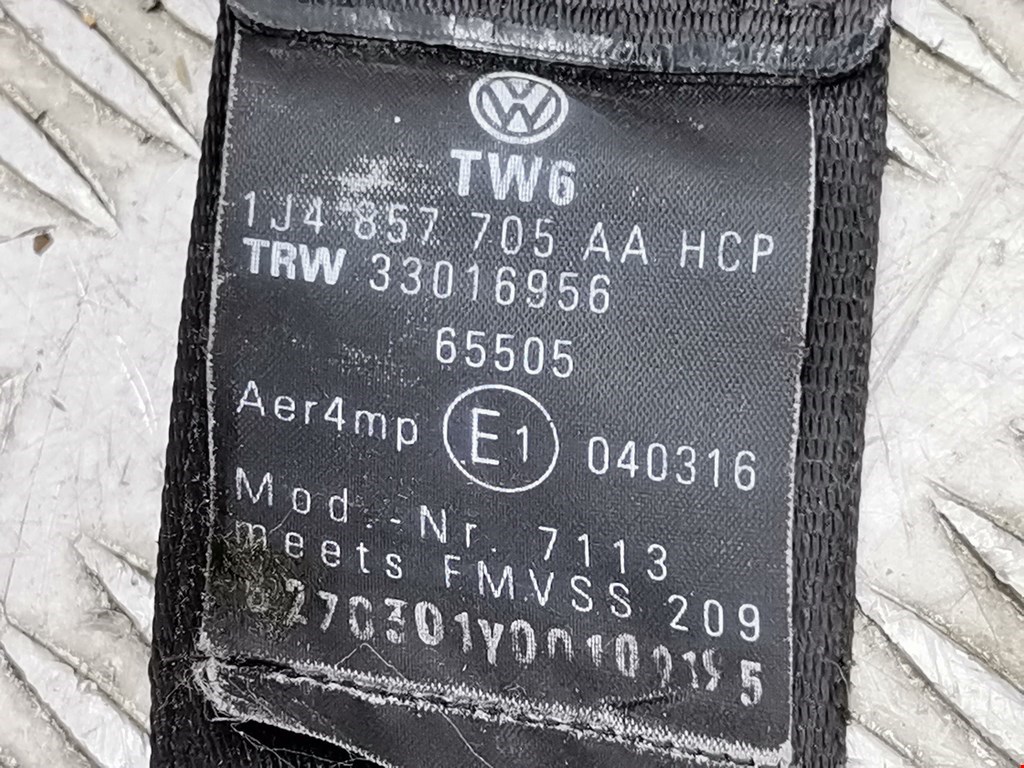 TW6
1J4 857 705 AA HCP
TRW 33016956
65505
Aer4mp E1 040316
Mod.-Nr. 7113
meets FMVSS 209